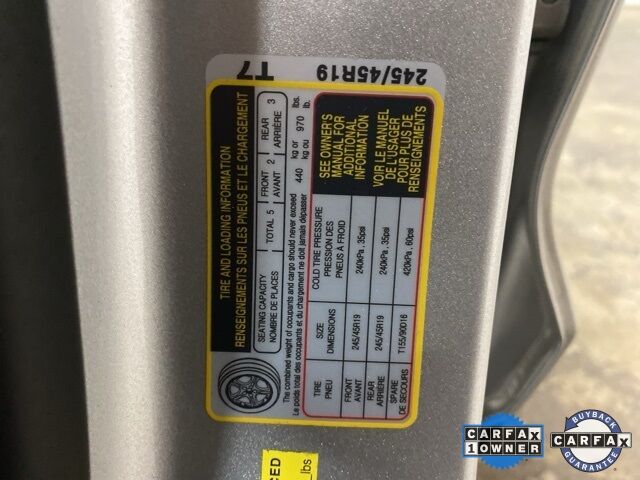 T7 245/45R19
TIRE AND LOADING INFORMATION
RENSEIGNEMENTS SUR LES PNEUS ET LE CHARGEMENT
SEATING CAPACITY TOTAL 5 FRONT 2 REAR 3
NOMBRE DE PLACES AVANT ARRIÈRE
The combined weight of occupants and cargo should never exceed 440 kg or 970 lbs.
Le poids total des occupants et du chargement ne doit jamais dépasser kg ou lb.
TIRE SIZE COLD TIRE PRESSURE
PNEU DIMENSIONS PRESSION DES
PNEUS A FROID
FRONT 245/45R19 240kPa , 35psi
AVANT
REAR 245/45R19 240kPa , 35psi
ARRIÈRE
SPARE T155/90D16 420kPa , 60psi
DE SECOURS
SEE OWNER'S
MANUAL FOR
ADDITIONAL
INFORMATION
VOIR LE MANUEL
DE L'USAGER
POUR PLUS DE
RENSEIGNEMENTS
CED
_lbs
CARFAX
1 OWNER
BUYBACK
CARFAX
GUARANTEE